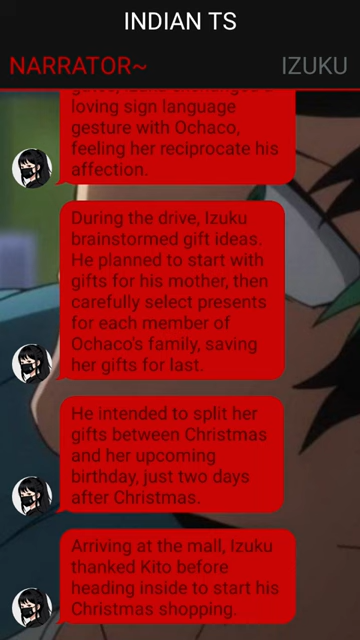 INDIAN TS
NARRATOR~
IZUKU
loving sign language
gesture with Ochaco,
feeling her reciprocate his
affection.
During the drive, Izuku
brainstormed gift ideas.
He planned to start with
gifts for his mother, then
carefully select presents
for each member of
Ochaco's family, saving
her gifts for last.
He intended to split her
gifts between Christmas
and her upcoming
birthday, just two days
after Christmas.
Arriving at the mall, Izuku
thanked Kito before
heading inside to start his
Christmas shopping.